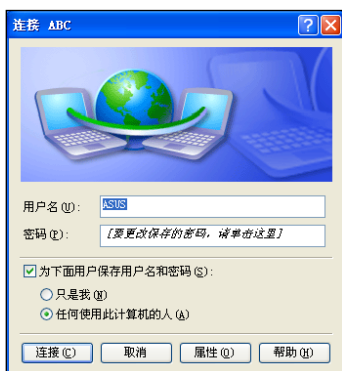 连接 ABC
用户名(U): ASUS
密码(P): [要更改保存的密码，请单击这里]
为下面用户保存用户名和密码(S):
只是我(N)
任何使用此计算机的人(A)
连接(C) 取消 属性(O) 帮助(H)